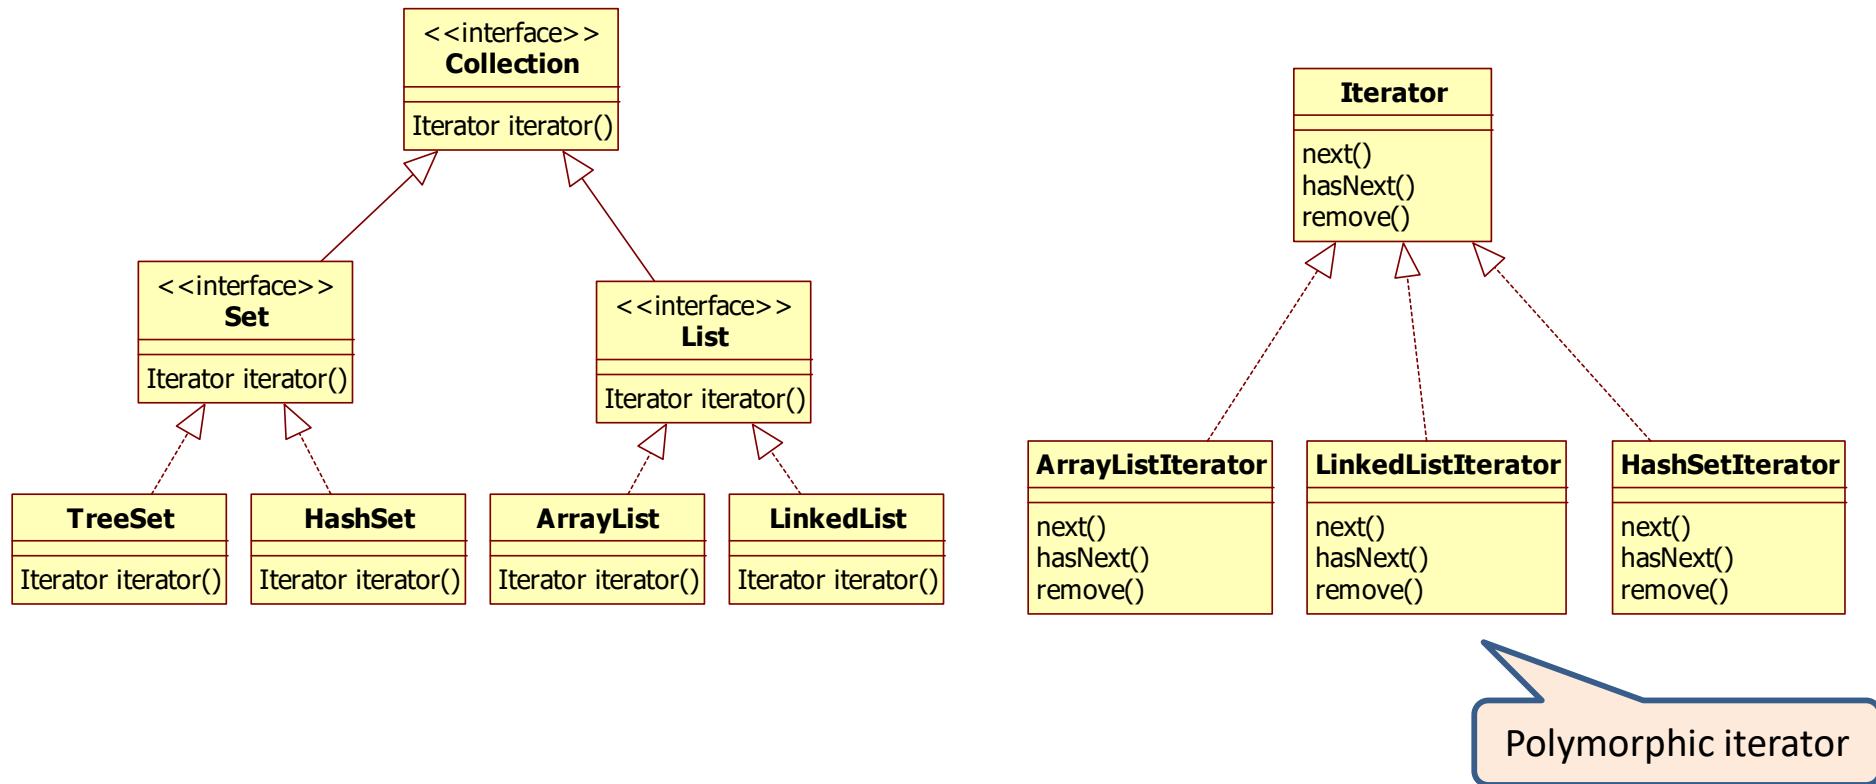 <<interface>>
Collection
Iterator iterator()
<<interface>>
Set
Iterator iterator()
<<interface>>
List
Iterator iterator()
TreeSet
Iterator iterator()
HashSet
Iterator iterator()
ArrayList
Iterator iterator()
LinkedList
Iterator iterator()
Iterator
next()
hasNext()
remove()
ArrayListIterator
next()
hasNext()
remove()
LinkedListIterator
next()
hasNext()
remove()
HashSetIterator
next()
hasNext()
remove()
Polymorphic iterator